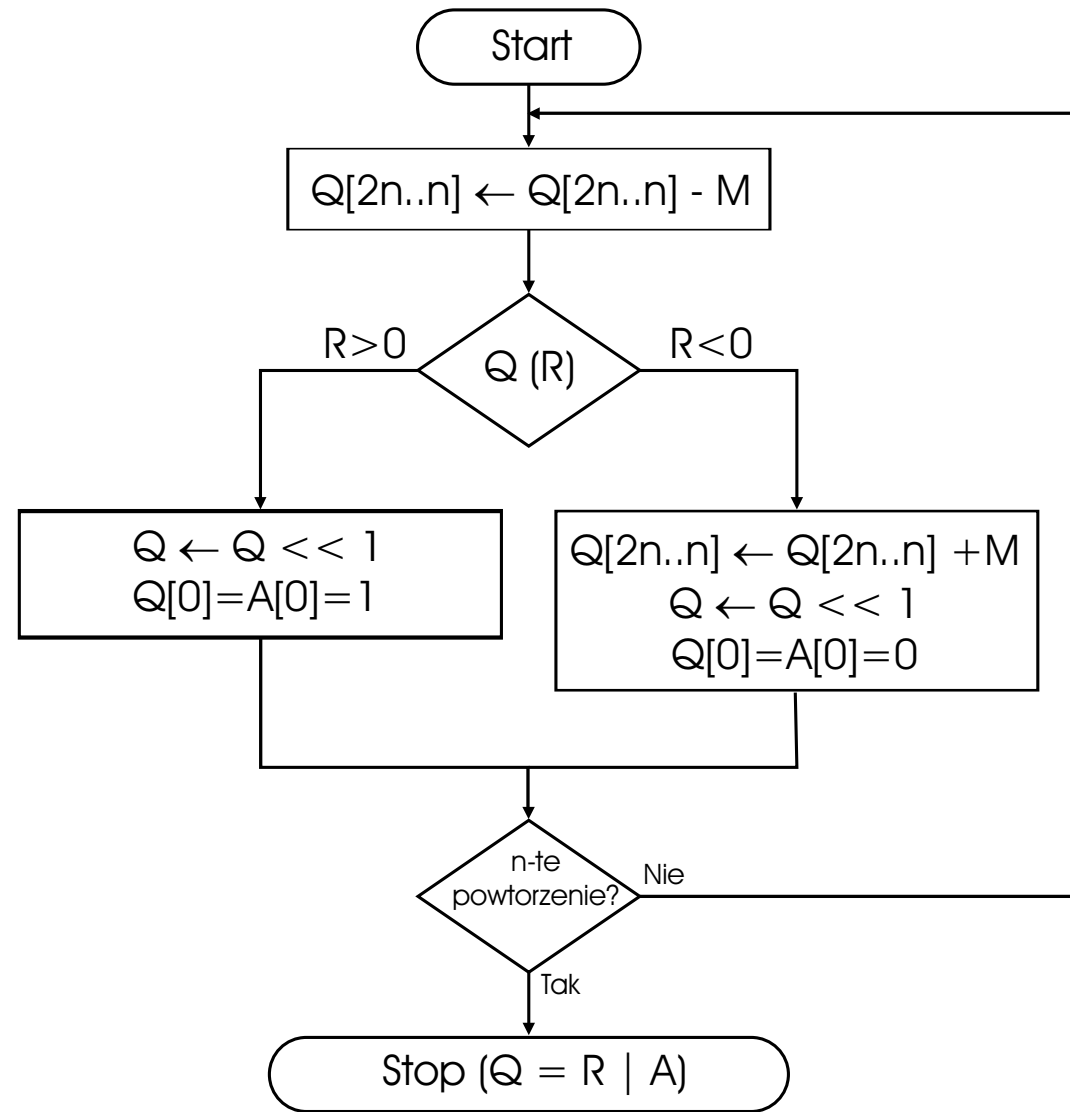 Start
Q[2n..n] ← Q[2n..n] - M
R>0
Q (R)
R<0
Q ← Q << 1
Q[0]=A[0]=1
Q[2n..n] ← Q[2n..n] +M
Q ← Q << 1
Q[0]=A[0]=0
n-te
powtorzenie?
Nie
Tak
Stop (Q = R | A)